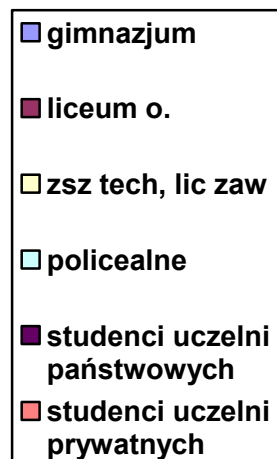 gimnazjum
liceum o.
zsz tech, lic zaw
policealne
studenci uczelni
państwowych
studenci uczelni
prywatnych